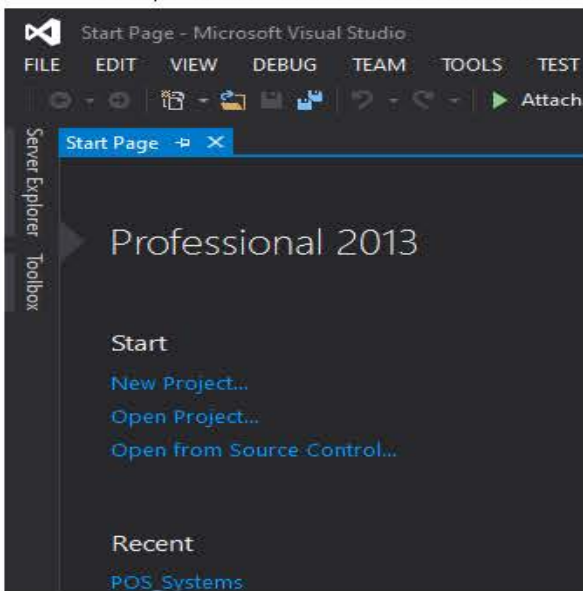 Start Page - Microsoft Visual Studio
FILE EDIT VIEW DEBUG TEAM TOOLS TEST
Attach
Server Explorer
Toolbox
Start Page
Professional 2013
Start
New Project...
Open Project...
Open from Source Control...
Recent
POS_Systems